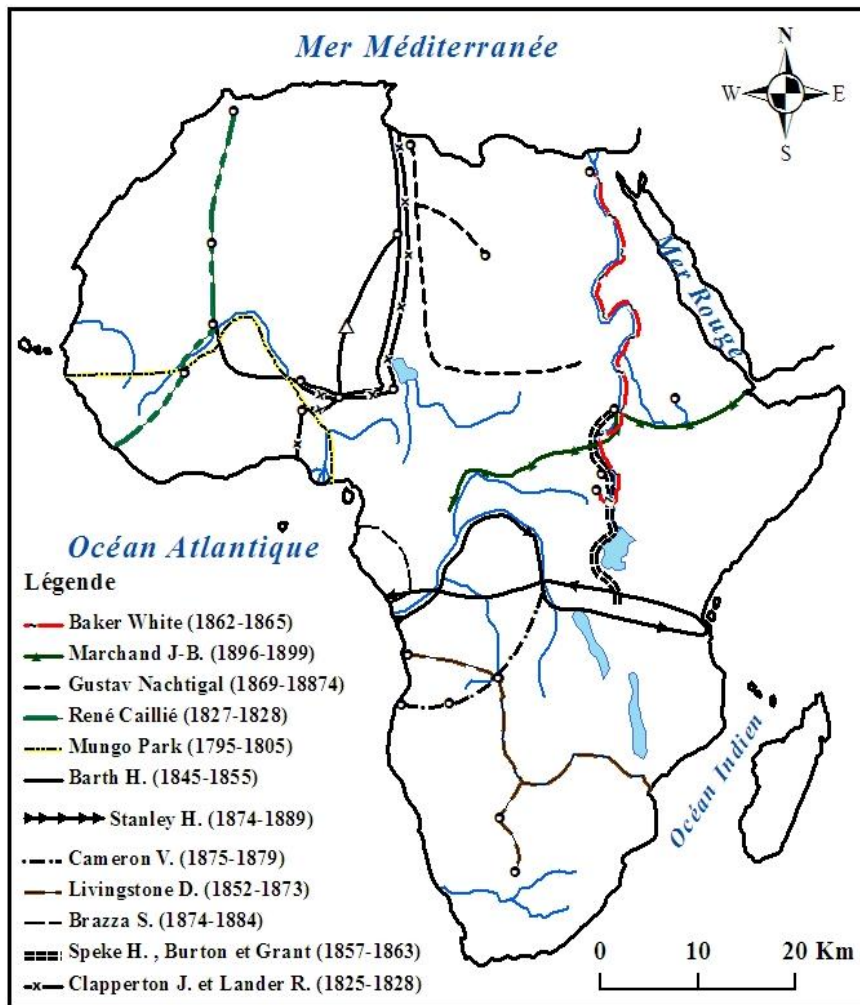 Mer Méditerranée
N
W E
S
Mer Rouge
Océan Atlantique
Océan Indien
Légende
Baker White (1862-1865)
Marchand J-B. (1896-1899)
Gustav Nachtigal (1869-18874)
René Caillié (1827-1828)
Mungo Park (1795-1805)
Barth H. (1845-1855)
Stanley H. (1874-1889)
Cameron V. (1875-1879)
Livingstone D. (1852-1873)
Brazza S. (1874-1884)
Speke H. , Burton et Grant (1857-1863)
Clapperton J. et Lander R. (1825-1828)
0 10 20 Km